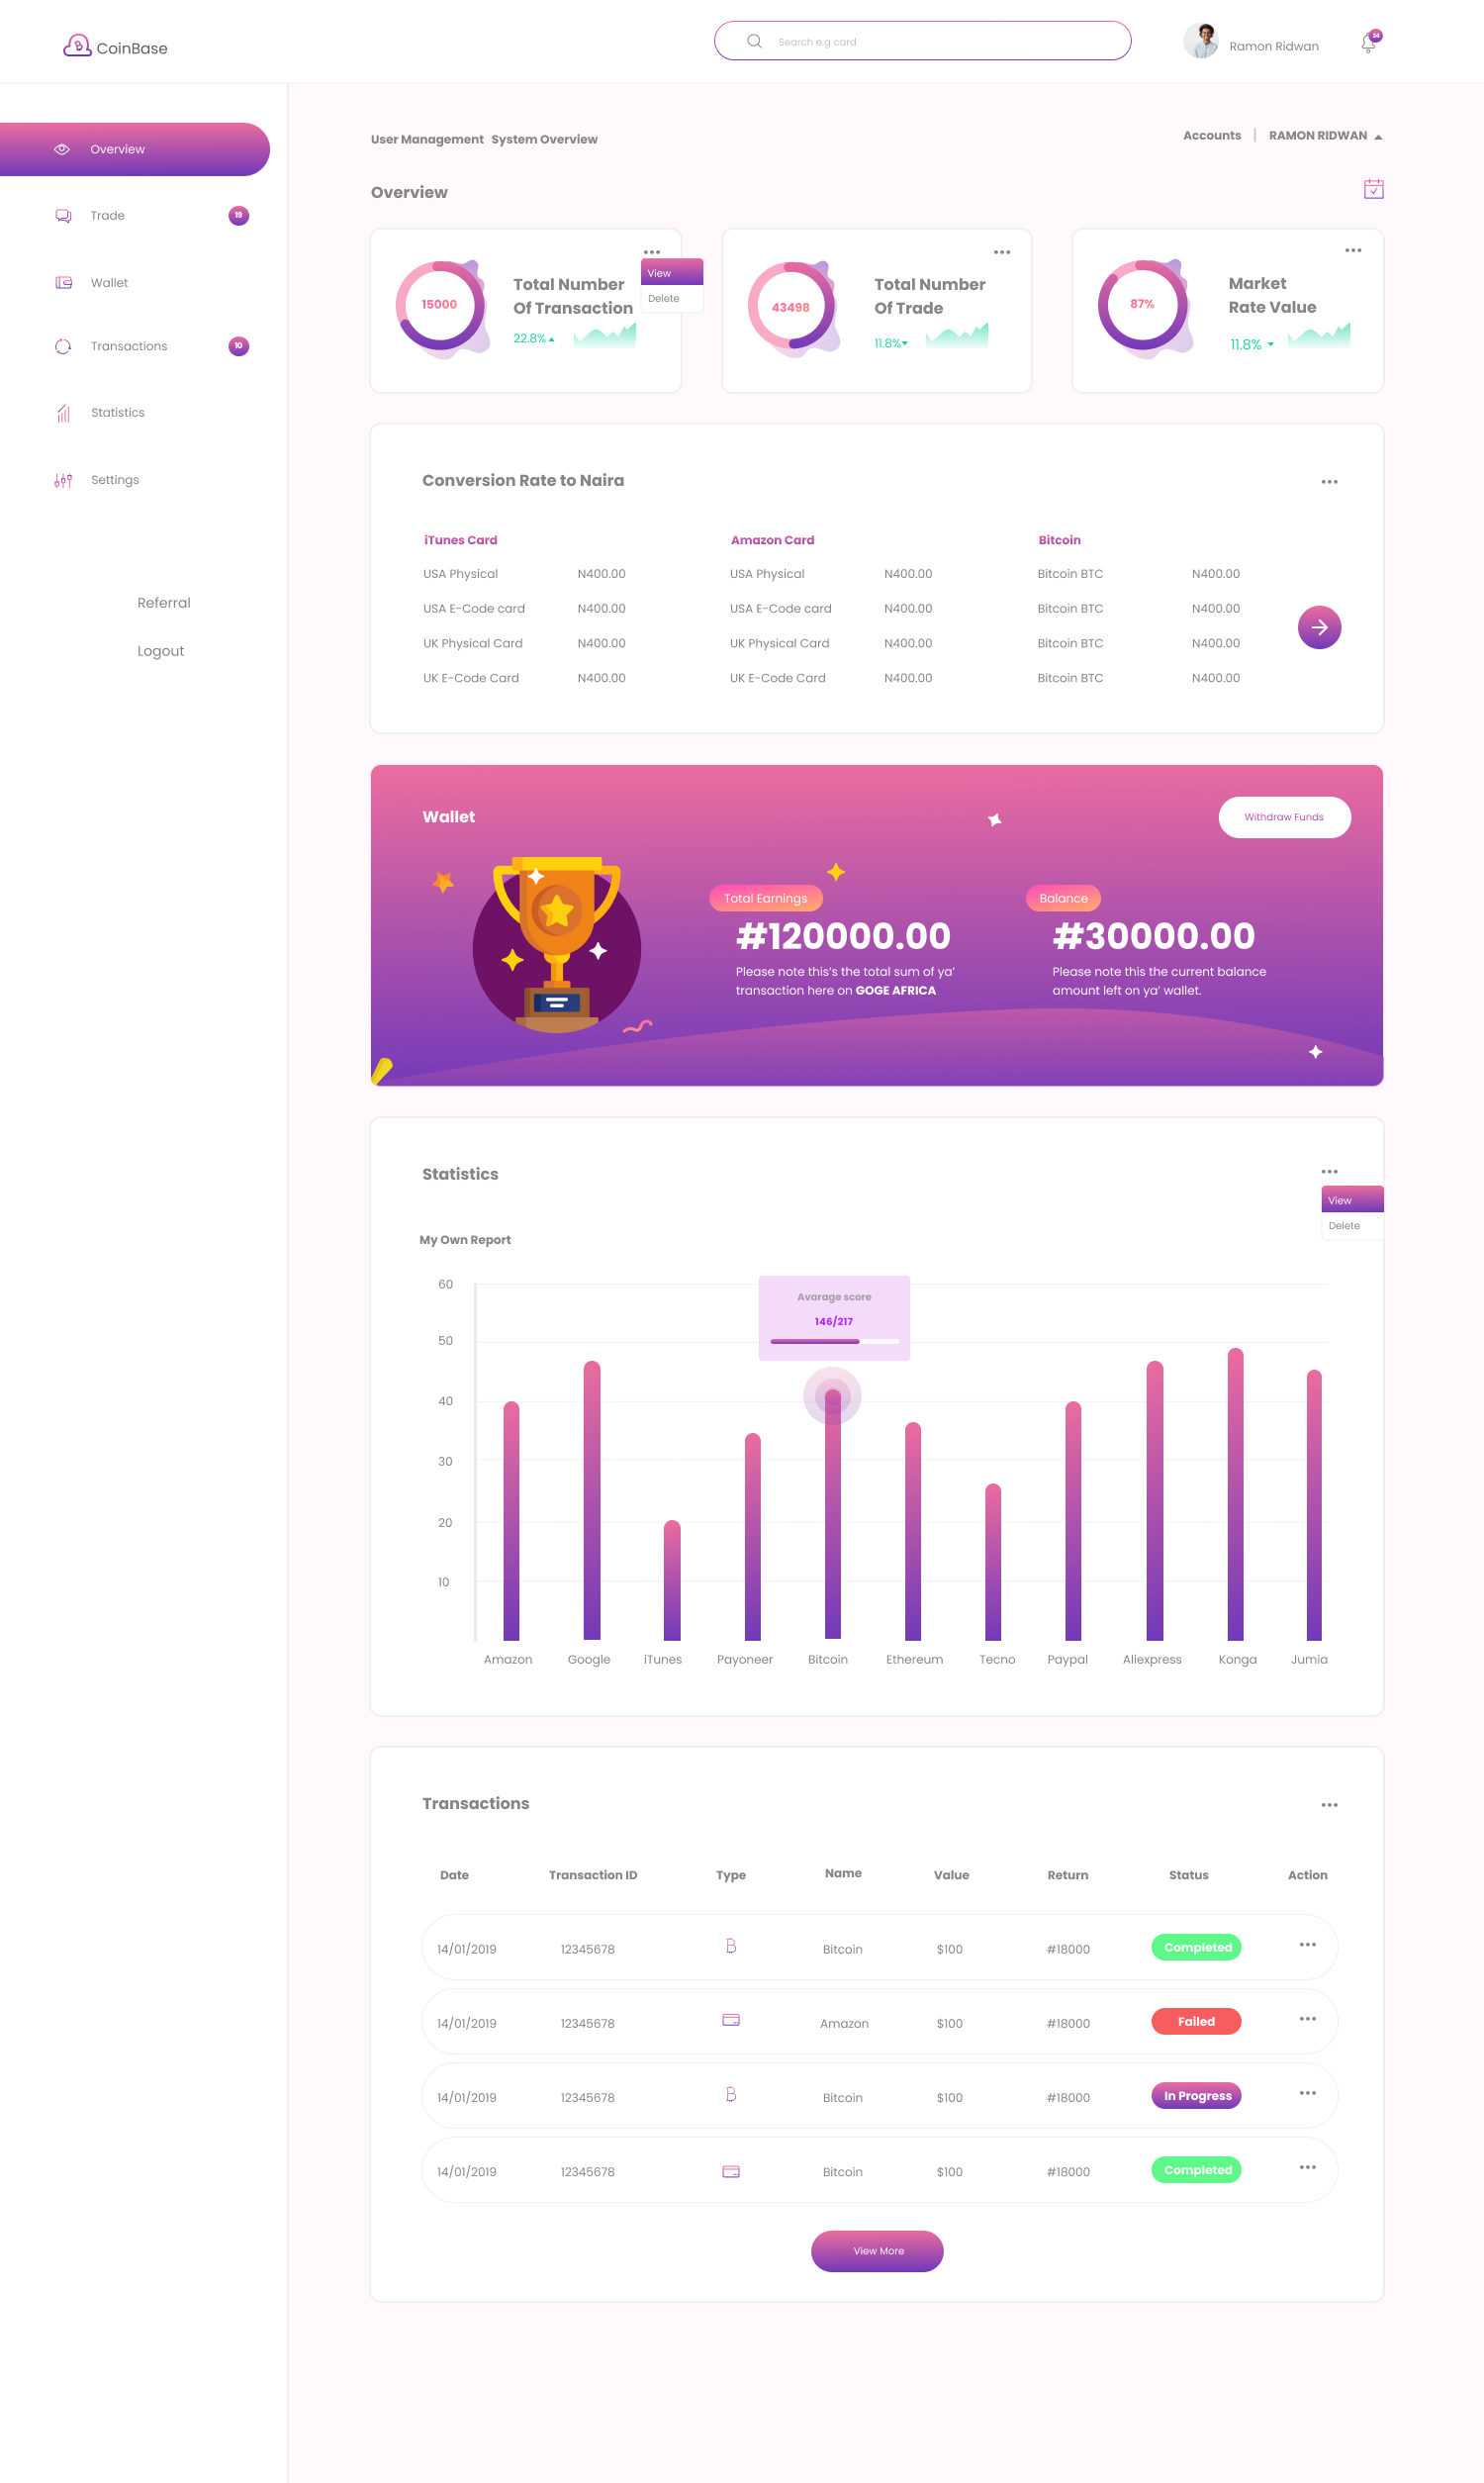 CoinBase
Search e.g card
Ramon Ridwan
24
Overview
Trade
19
Wallet
Transactions
10
Statistics
Settings
Referral
Logout
User Management System Overview
Accounts | RAMON RIDWAN
Overview
15000
Total Number
Of Transaction
22.8%
View
Delete
43498
Total Number
Of Trade
11.8%
87%
Market
Rate Value
11.8%
Conversion Rate to Naira
iTunes Card
USA Physical N400.00
USA E-Code card N400.00
UK Physical Card N400.00
UK E-Code Card N400.00
Amazon Card
USA Physical N400.00
USA E-Code card N400.00
UK Physical Card N400.00
UK E-Code Card N400.00
Bitcoin
Bitcoin BTC N400.00
Bitcoin BTC N400.00
Bitcoin BTC N400.00
Bitcoin BTC N400.00
Wallet
Withdraw Funds
Total Earnings
#120000.00
Please note this's the total sum of ya'
transaction here on GOGE AFRICA
Balance
#30000.00
Please note this the current balance
amount left on ya' wallet.
Statistics
View
Delete
My Own Report
60
50
40
30
20
10
Avarage score
146/217
Amazon Google iTunes Payoneer Bitcoin Ethereum Tecno Paypal Aliexpress Konga Jumia
Transactions
Date Transaction ID Type Name Value Return Status Action
14/01/2019 12345678 Bitcoin $100 #18000 Completed
14/01/2019 12345678 Amazon $100 #18000 Failed
14/01/2019 12345678 Bitcoin $100 #18000 In Progress
14/01/2019 12345678 Bitcoin $100 #18000 Completed
View More